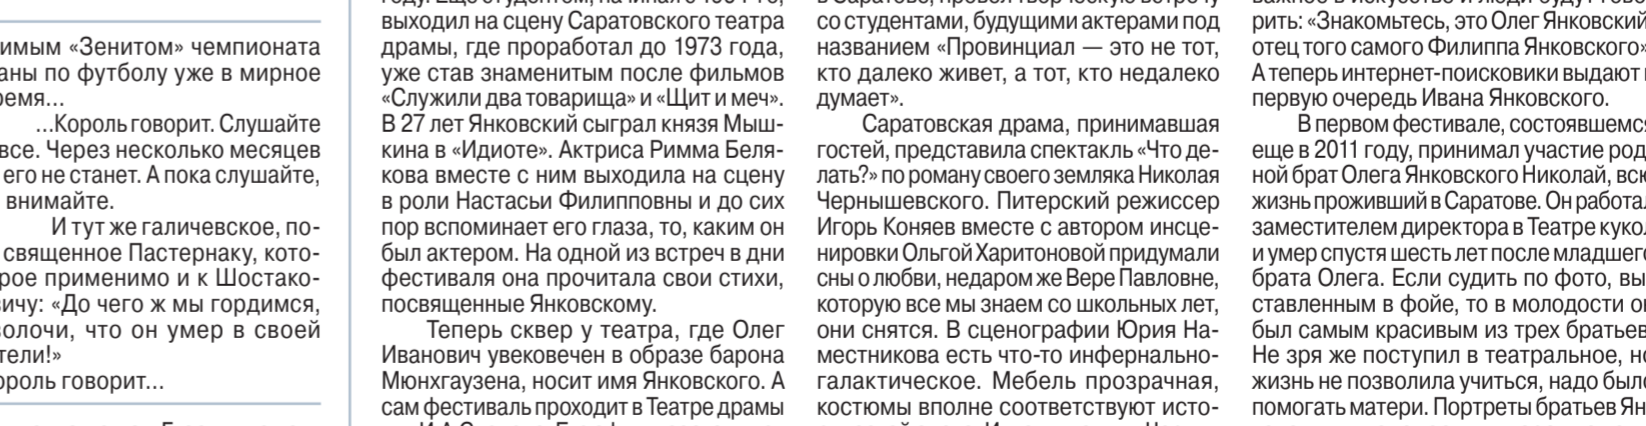 имым «Зенитом» чемпионата
аны по футболу уже в мирное
ремя...
...Король говорит. Слушайте
все. Через несколько месяцев
его не станет. А пока слушайте,
внимайте.
И тут же галичевское, по-
священное Пастернаку, кото-
рое применимо и к Шостако-
вичу: «До чего ж мы гордимся,
волочи, что он умер в своей
тели!»
ороль говорит...
выходил на сцену Саратовского театра
драмы, где проработал до 1973 года,
уже став знаменитым после фильмов
«Служили два товарища» и «Щит и меч».
В 27 лет Янковский сыграл князя Мыш-
кина в «Идиоте». Актриса Римма Беля-
кова вместе с ним выходила на сцену
в роли Настасьи Филипповны и до сих
пор вспоминает его глаза, то, каким он
был актером. На одной из встреч в дни
фестиваля она прочитала свои стихи,
посвященные Янковскому.
Теперь сквер у театра, где Олег
Иванович увековечен в образе барона
Мюнхгаузена, носит имя Янковского. А
сам фестиваль проходит в Театре драмы
со студентами, будущими актерами под
названием «Провинциал — это не тот,
кто далеко живет, а тот, кто недалеко
думает».
Саратовская драма, принимавшая
гостей, представила спектакль «Что де-
лать?» по роману своего земляка Николая
Чернышевского. Питерский режиссер
Игорь Коняев вместе с автором инсце-
нировки Ольгой Харитоновой придумали
сны о любви, недаром же Вере Павловне,
которую все мы знаем со школьных лет,
они снятся. В сценографии Юрия На-
местникова есть что-то инфернально-
галактическое. Мебель прозрачная,
костюмы вполне соответствуют исто-
рить: «Знакомьтесь, это Олег Янковский
отец того самого Филиппа Янковского»
А теперь интернет-поисковики выдают
первую очередь Ивана Янковского.
В первом фестивале, состоявшемс
еще в 2011 году, принимал участие род
ной брат Олега Янковского Николай, вс
жизнь проживший в Саратове. Он работа
заместителем директора в Театре куко
и умер спустя шесть лет после младшег
брата Олега. Если судить по фото, вы
ставленным в фойе, то в молодости о
был самым красивым из трех братьев
Не зря же поступил в театральное, н
жизнь не позволила учиться, надо был
помогать матери. Портреты братьев Ян